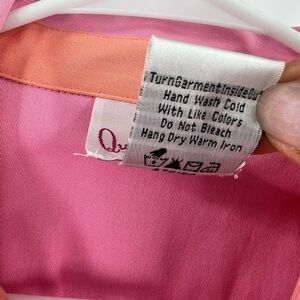 TurnGarmentInsideOut
Hand Wash Cold
With Like Colors
Do Not Bleach
Hang Dry Warm Iron